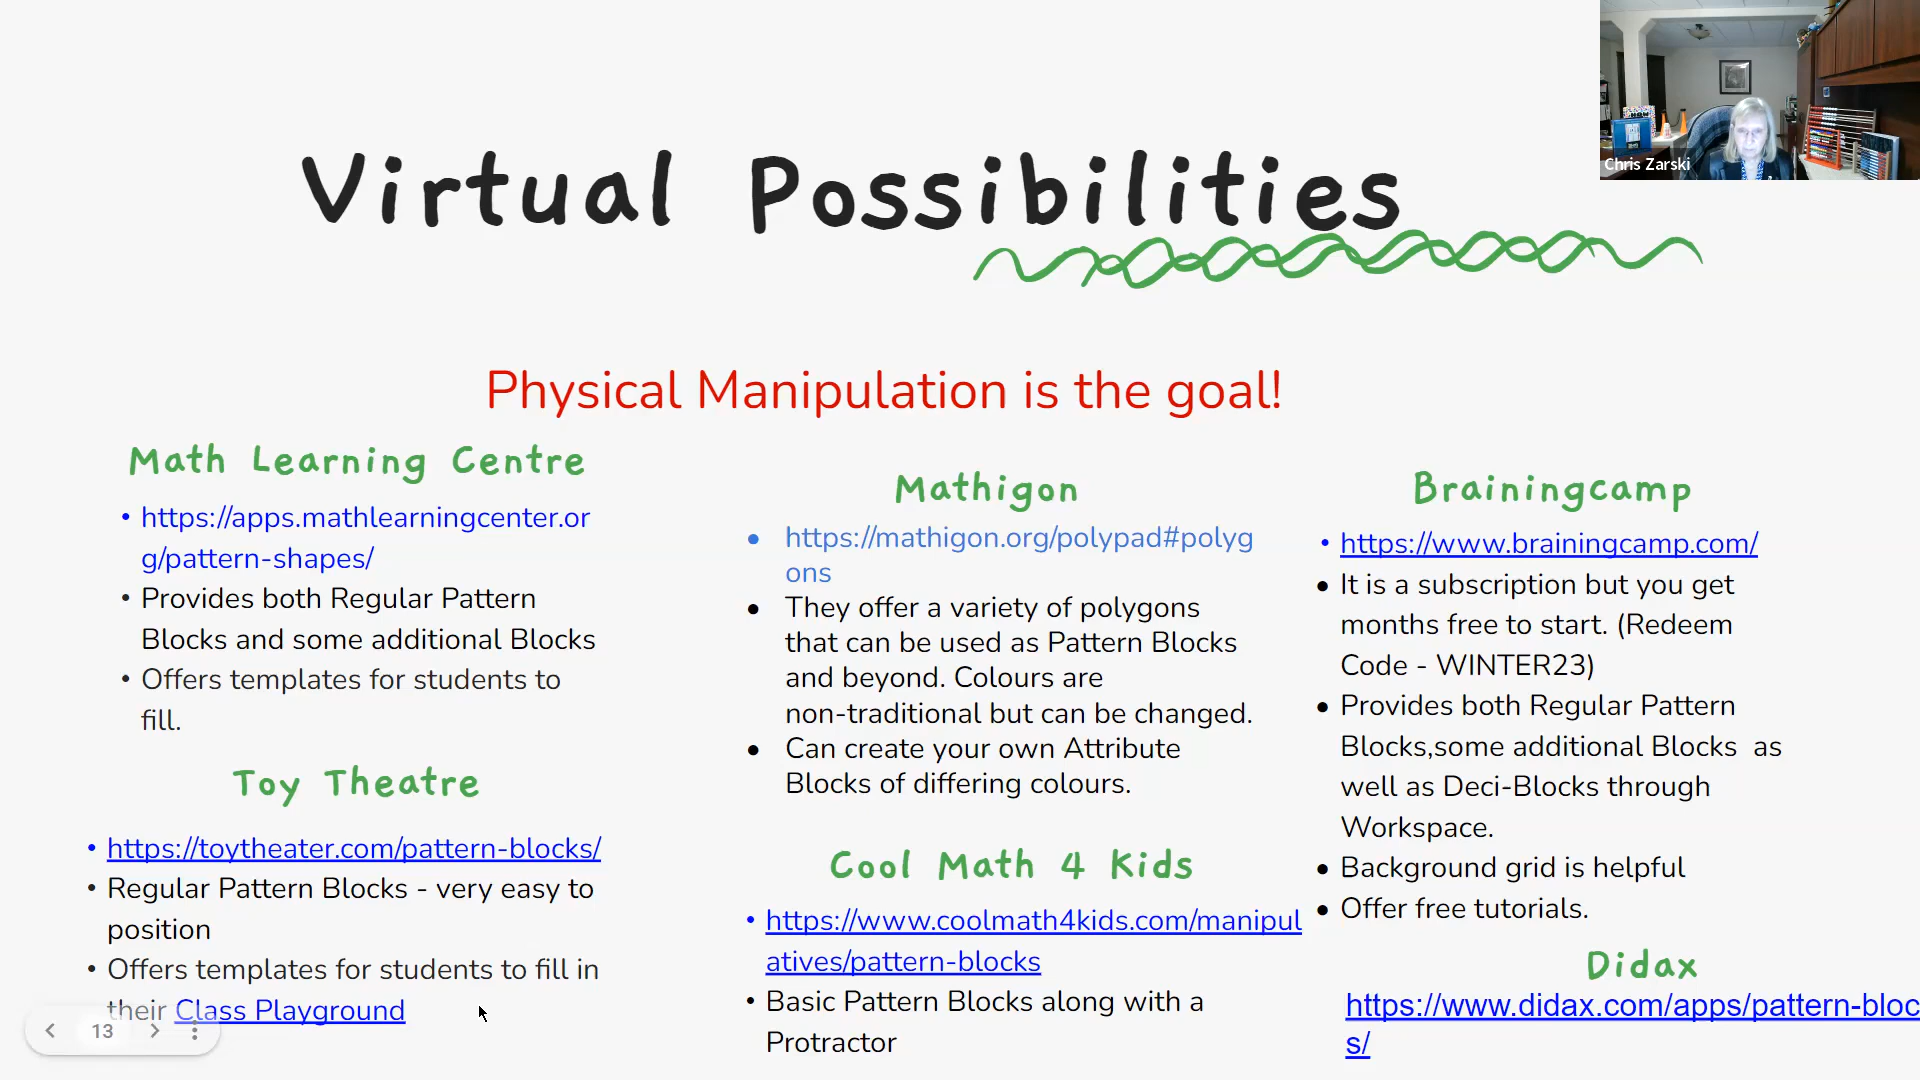 Chris Zarski
Virtual Possibilities
Physical Manipulation is the goal!
Math Learning Centre
• https://apps.mathlearningcenter.or
g/pattern-shapes/
• Provides both Regular Pattern
Blocks and some additional Blocks
• Offers templates for students to
fill.
Toy Theatre
• https://toytheater.com/pattern-blocks/
• Regular Pattern Blocks - very easy to
position
• Offers templates for students to fill in
their Class Playground
13
Mathigon
● https://mathigon.org/polypad#polyg
ons
● They offer a variety of polygons
that can be used as Pattern Blocks
and beyond. Colours are
non-traditional but can be changed.
● Can create your own Attribute
Blocks of differing colours.
Cool Math 4 Kids
• https://www.coolmath4kids.com/manipul
atives/pattern-blocks
• Basic Pattern Blocks along with a
Protractor
Brainingcamp
• https://www.brainingcamp.com/
● It is a subscription but you get
months free to start. (Redeem
Code - WINTER23)
● Provides both Regular Pattern
Blocks,some additional Blocks as
well as Deci-Blocks through
Workspace.
● Background grid is helpful
● Offer free tutorials.
Didax
https://www.didax.com/apps/pattern-bloc
s/